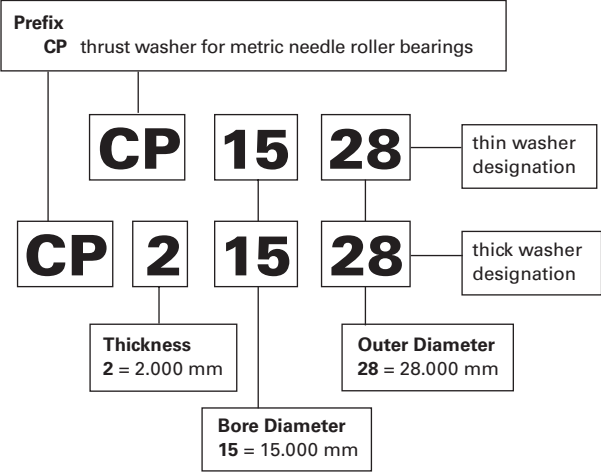 Prefix
CP thrust washer for metric needle roller bearings
CP 15 28
thin washer
designation
CP 2 15 28
thick washer
designation
Thickness
2 = 2.000 mm
Outer Diameter
28 = 28.000 mm
Bore Diameter
15 = 15.000 mm